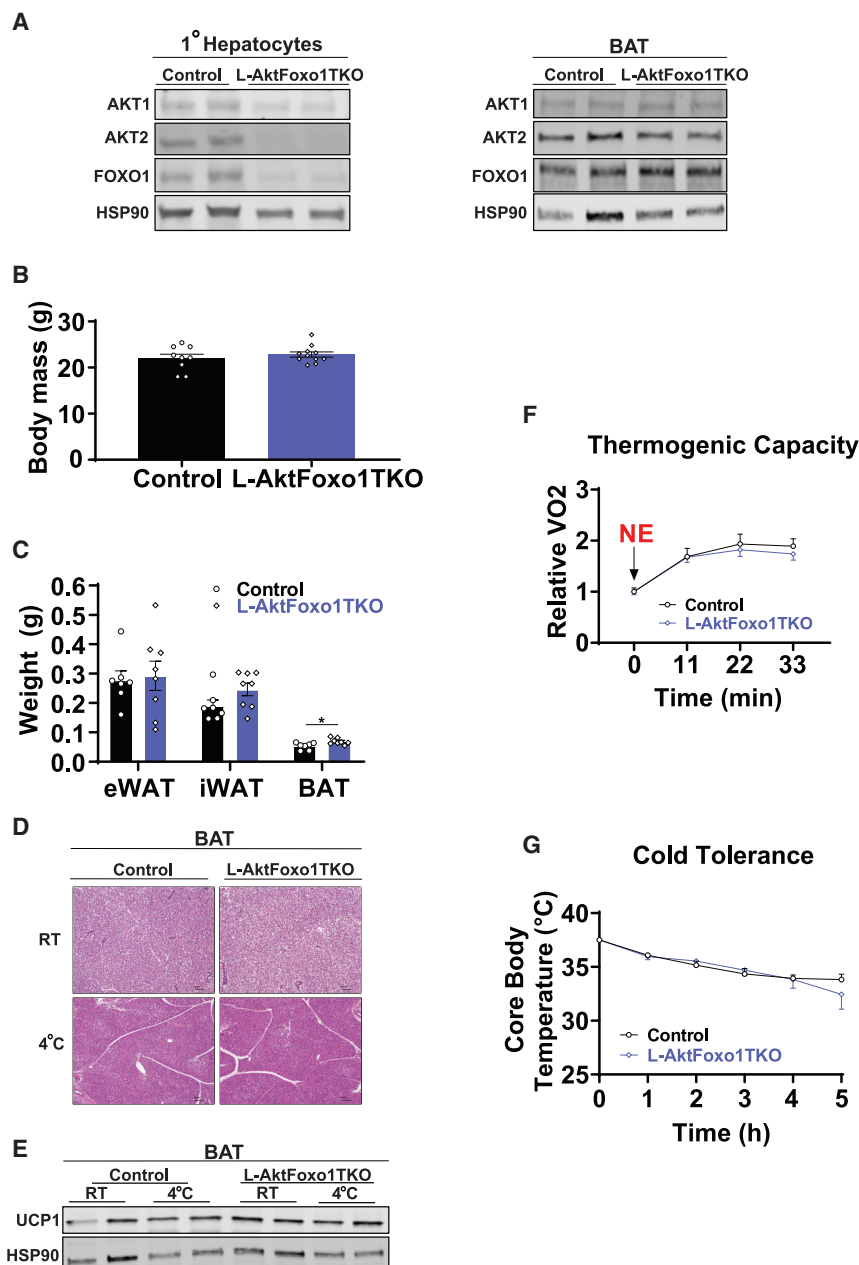 A
1° Hepatocytes
Control L-AktFoxo1TKO
AKT1
AKT2
FOXO1
HSP90
BAT
Control L-AktFoxo1TKO
AKT1
AKT2
FOXO1
HSP90
B
Body mass (g)
30
20
10
0
Control L-AktFoxo1TKO
C
Weight (g)
0.6
0.5
0.4
0.3
0.2
0.1
0.0
Control
L-AktFoxo1TKO
*
eWAT iWAT BAT
D
BAT
Control L-AktFoxo1TKO
RT
4°C
E
BAT
Control L-AktFoxo1TKO
RT 4°C RT 4°C
UCP1
HSP90
F
Thermogenic Capacity
Relative VO2
3
2
1
0
NE
Control
L-AktFoxo1TKO
0 11 22 33
Time (min)
G
Cold Tolerance
Core Body
Temperature (°C)
40
35
30
25
Control
L-AktFoxo1TKO
0 1 2 3 4 5
Time (h)